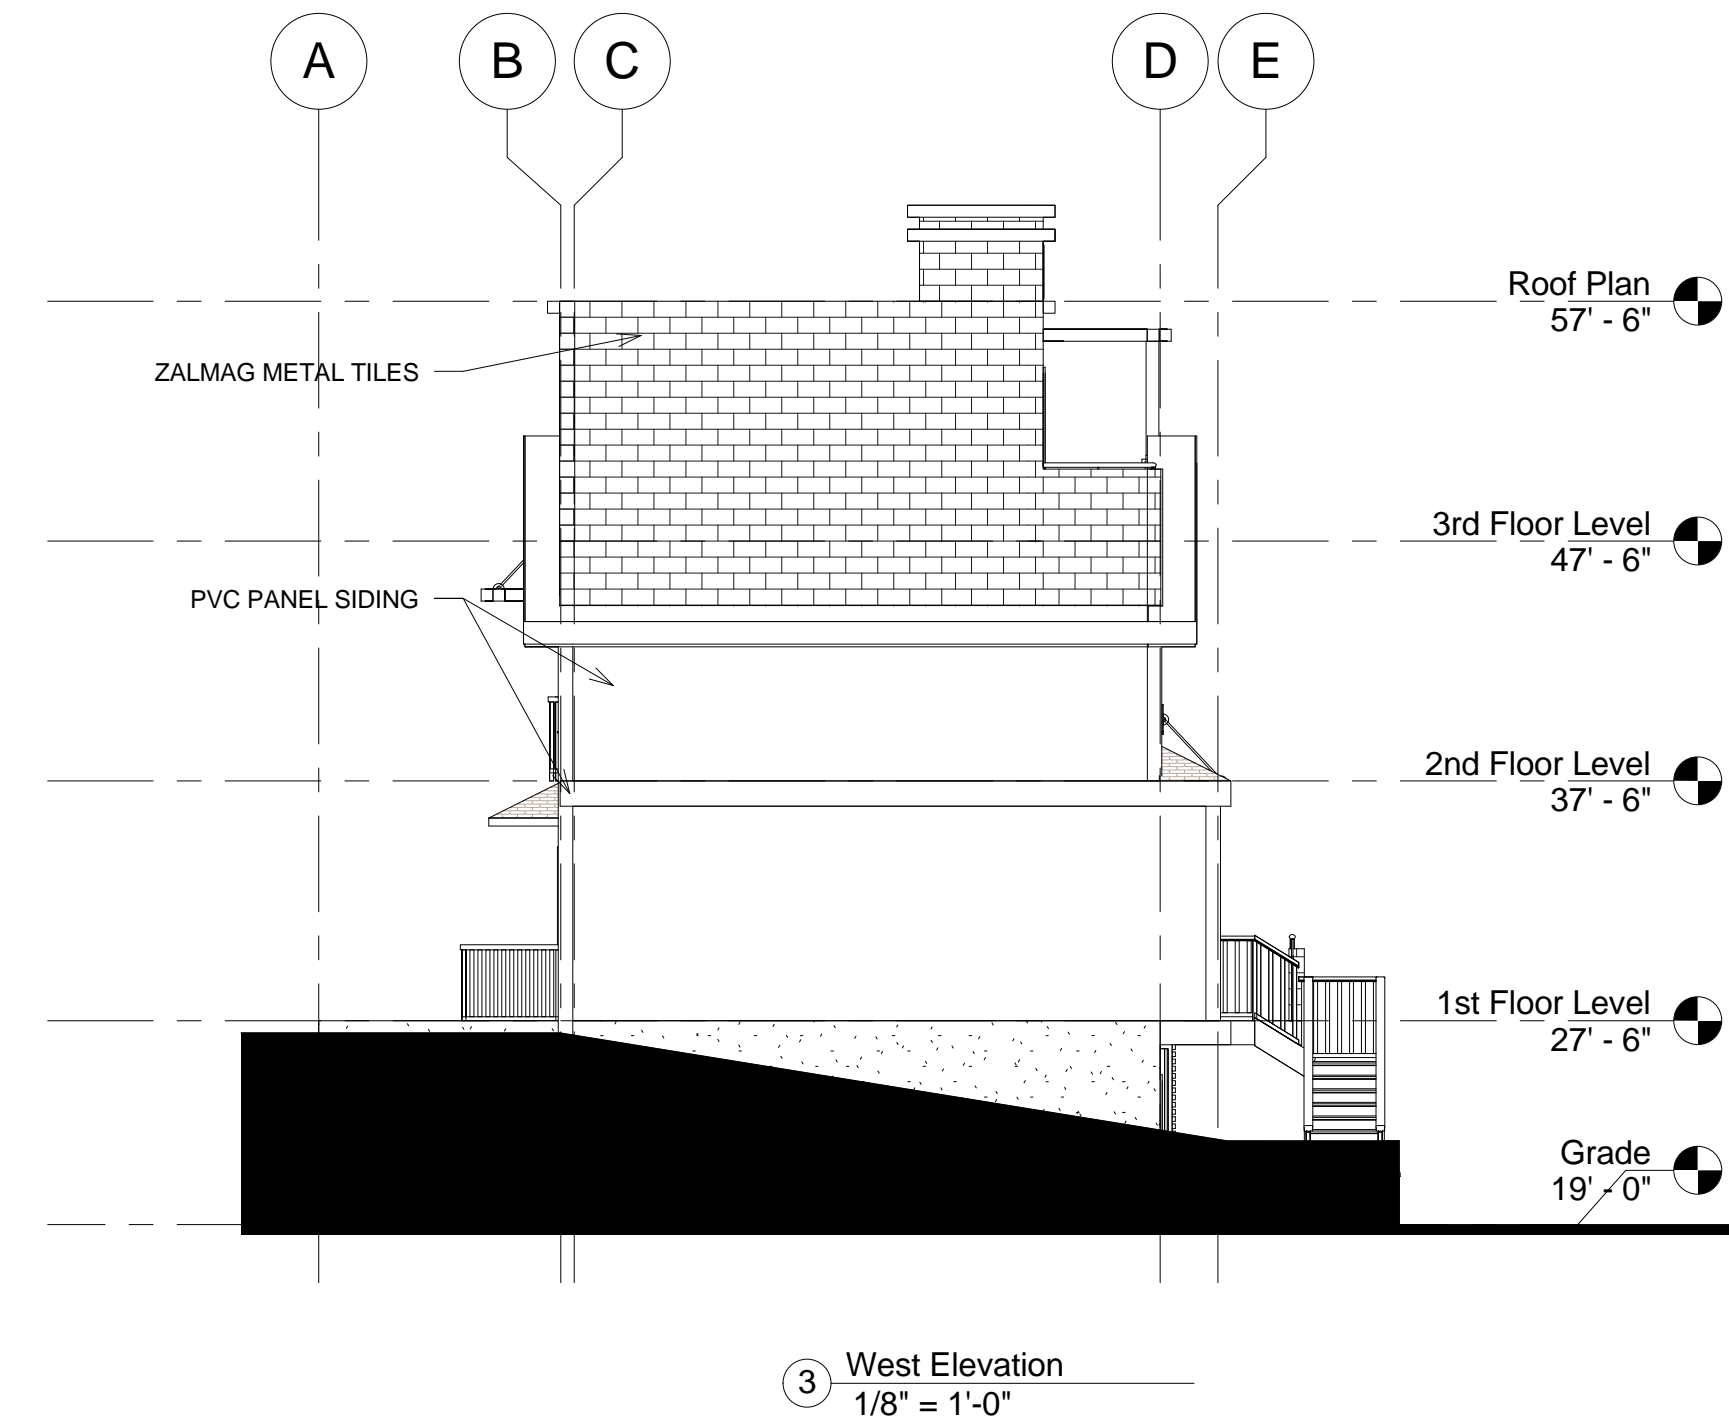 A
B
C
D
E
Roof Plan
57' - 6"
ZALMAG METAL TILES
3rd Floor Level
47' - 6"
PVC PANEL SIDING
2nd Floor Level
37' - 6"
1st Floor Level
27' - 6"
Grade
19' - 0"
3
West Elevation
1/8" = 1'-0"